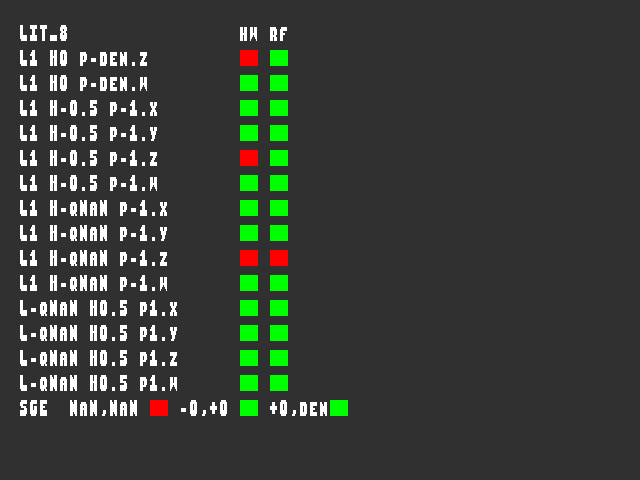 LIT_8 HW RF
L1 H0 P-DEN.Z
L1 H0 P-DEN.W
L1 H-0.5 P-1.X
L1 H-0.5 P-1.Y
L1 H-0.5 P-1.Z
L1 H-0.5 P-1.W
L1 H-QNAN P-1.X
L1 H-QNAN P-1.Y
L1 H-QNAN P-1.Z
L1 H-QNAN P-1.W
L-QNAN H0.5 P1.X
L-QNAN H0.5 P1.Y
L-QNAN H0.5 P1.Z
L-QNAN H0.5 P1.W
SGE NAN,NAN -0,+0 +0,DEN